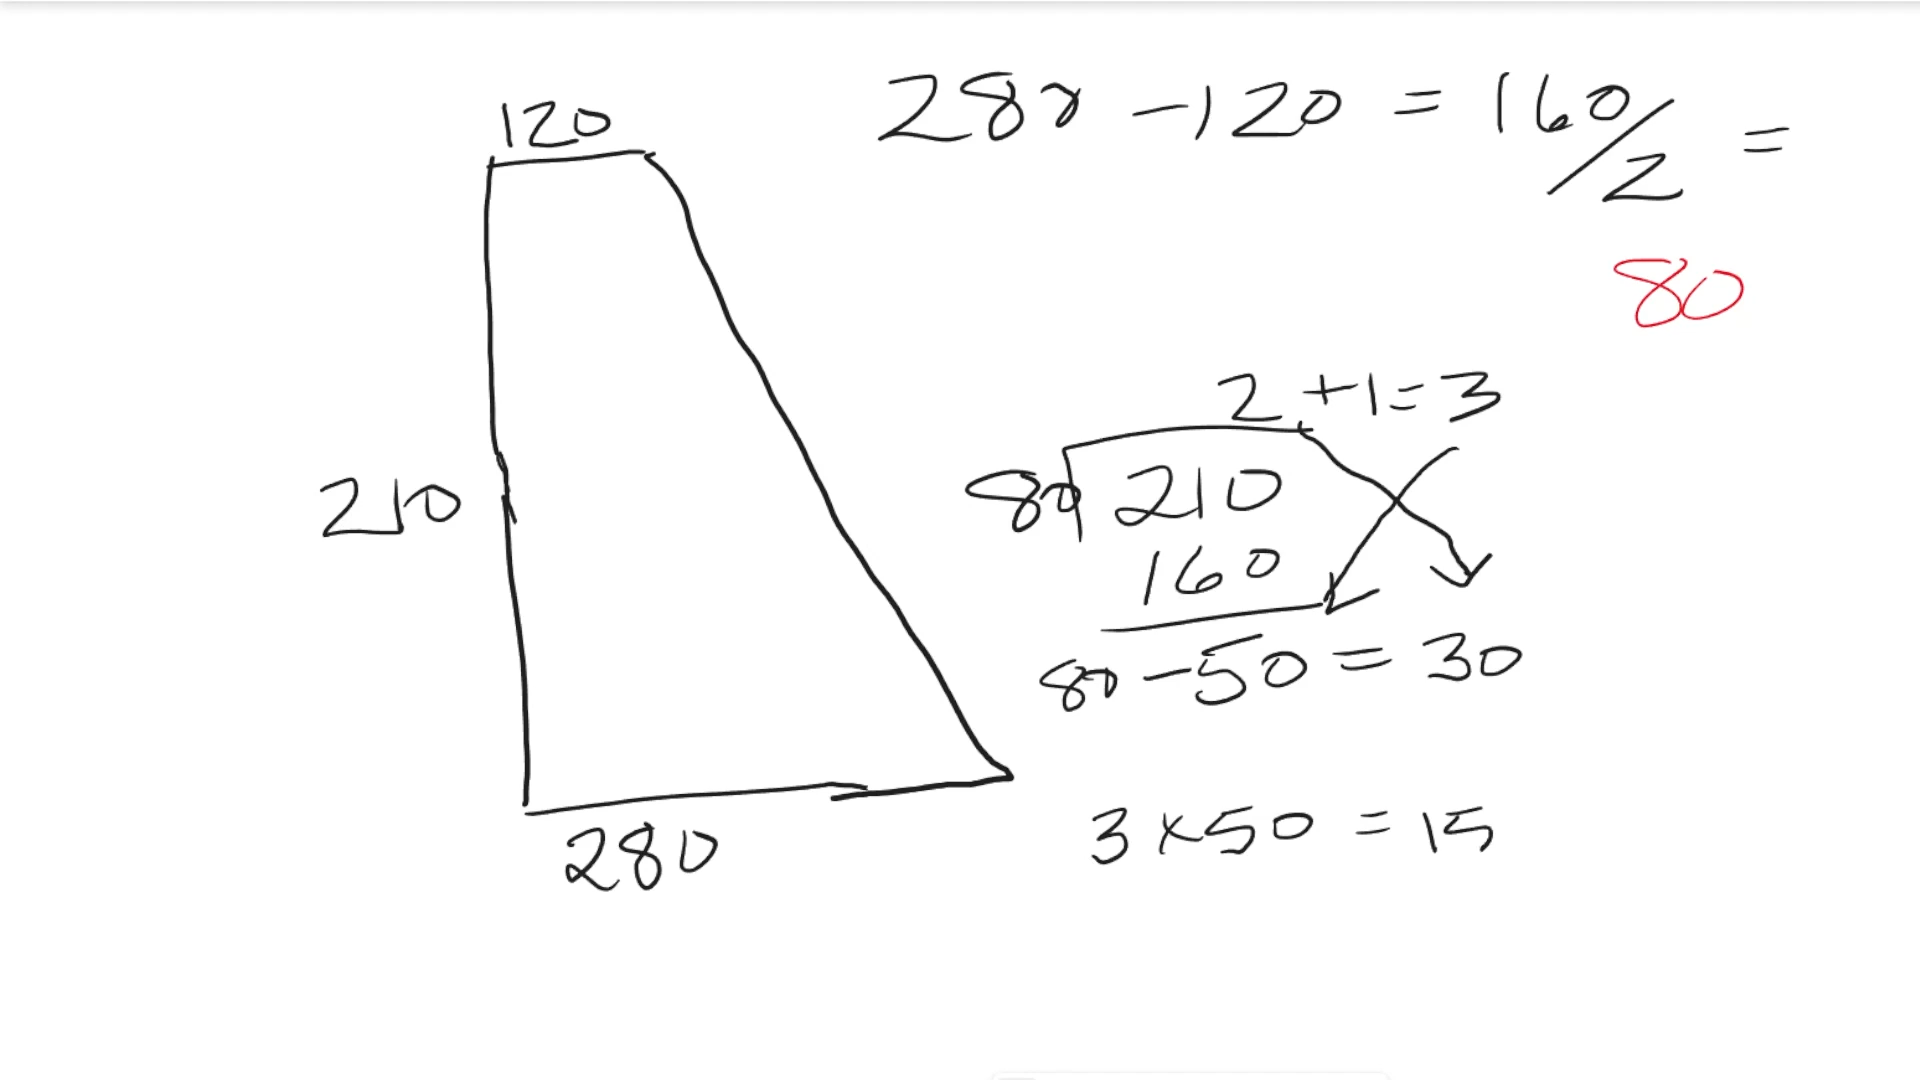 120
280 - 120 = 160/2 =
80
210
280
2 + 1 = 3
80 210
160
80 - 50 = 30
3 x 50 = 15